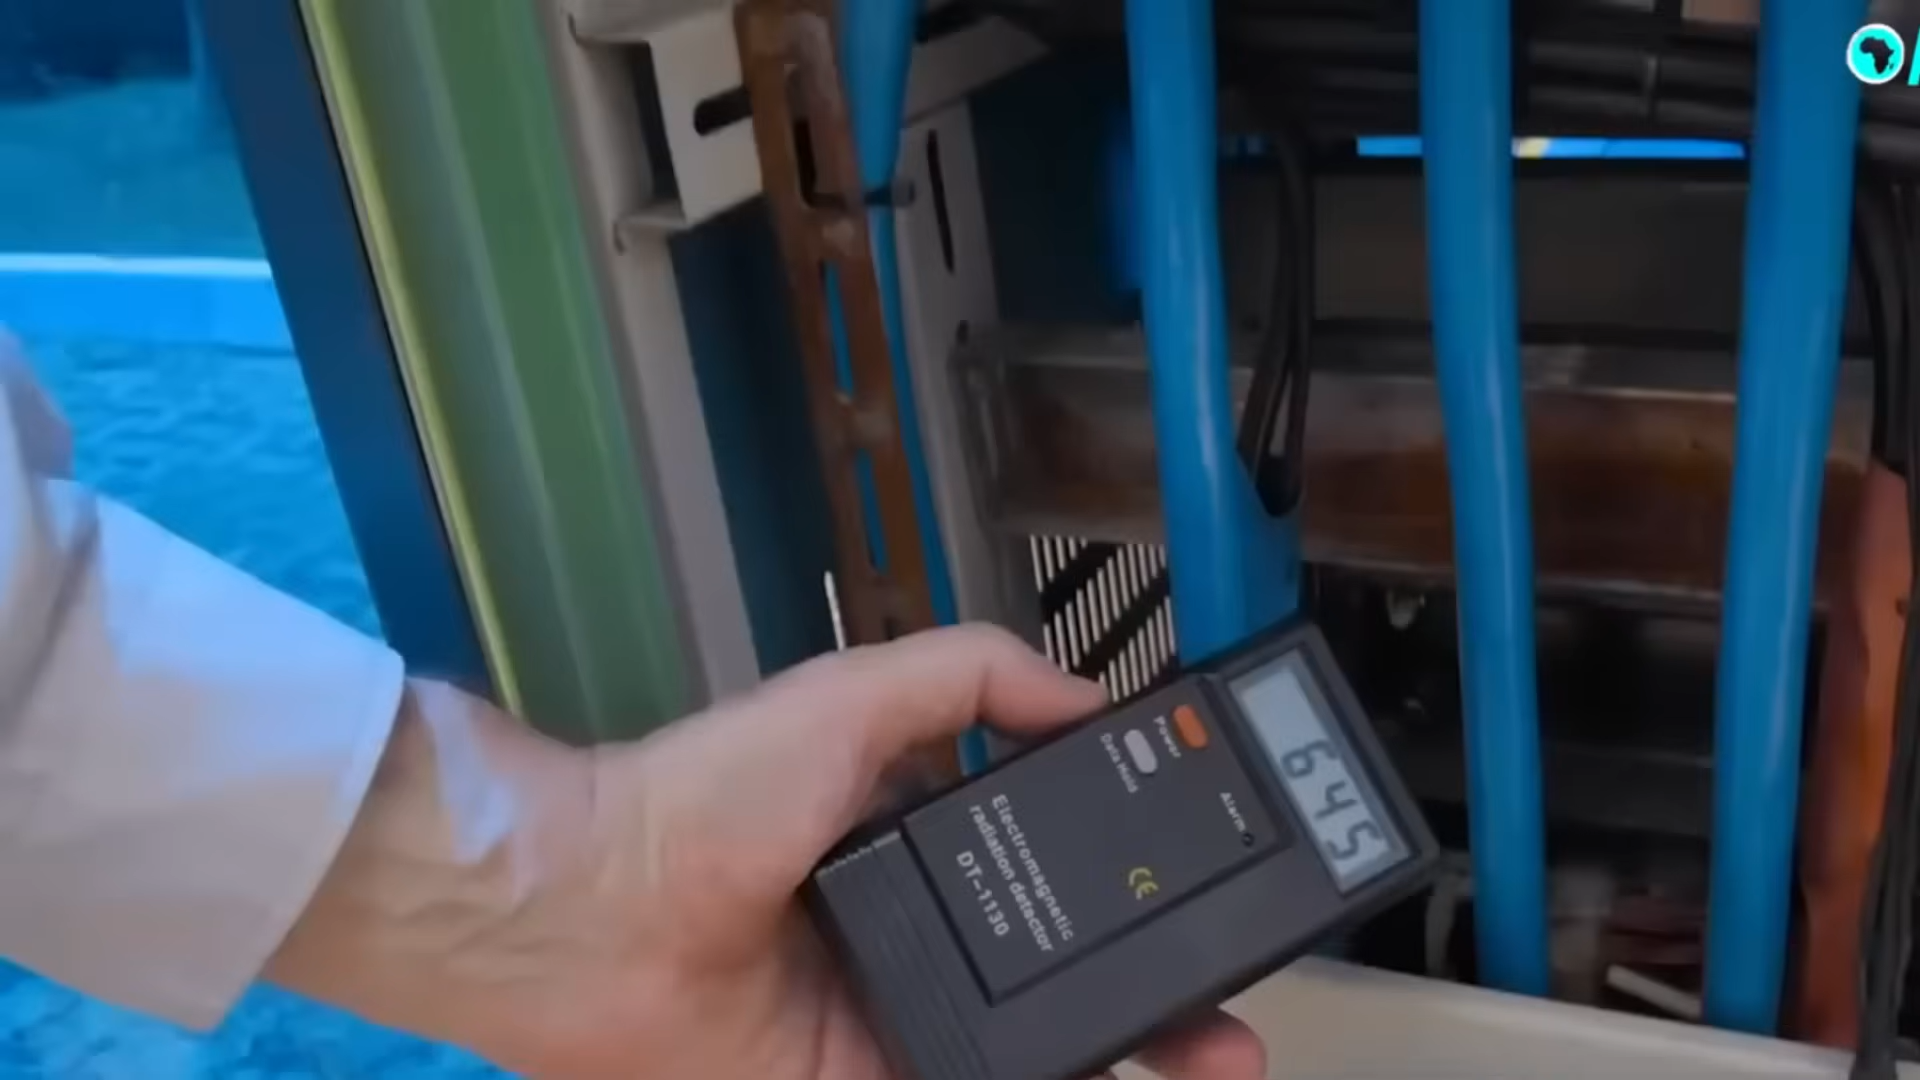 645
Power
Data Hold
Alarm
CE
Electromagnetic
radiation detector
DT-1130